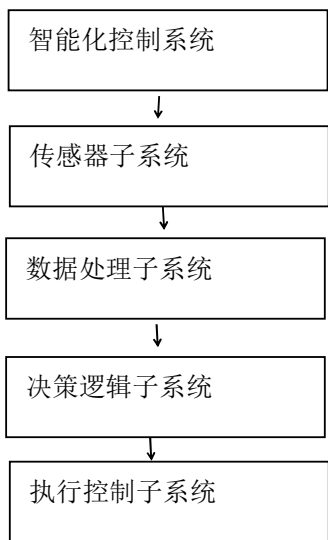 智能化控制系统
传感器子系统
数据处理子系统
决策逻辑子系统
执行控制子系统